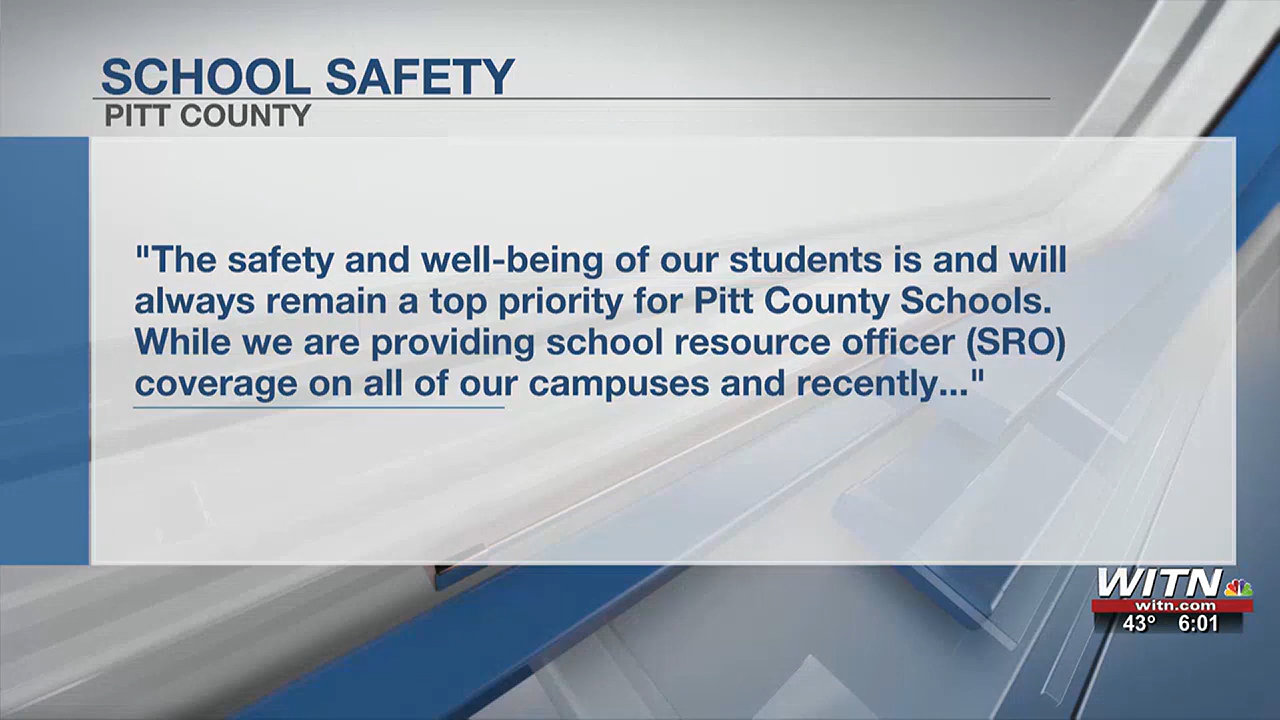 SCHOOL SAFETY
PITT COUNTY
"The safety and well-being of our students is and will
always remain a top priority for Pitt County Schools.
While we are providing school resource officer (SRO)
coverage on all of our campuses and recently..."
WITN
witn.com
43° 6:01